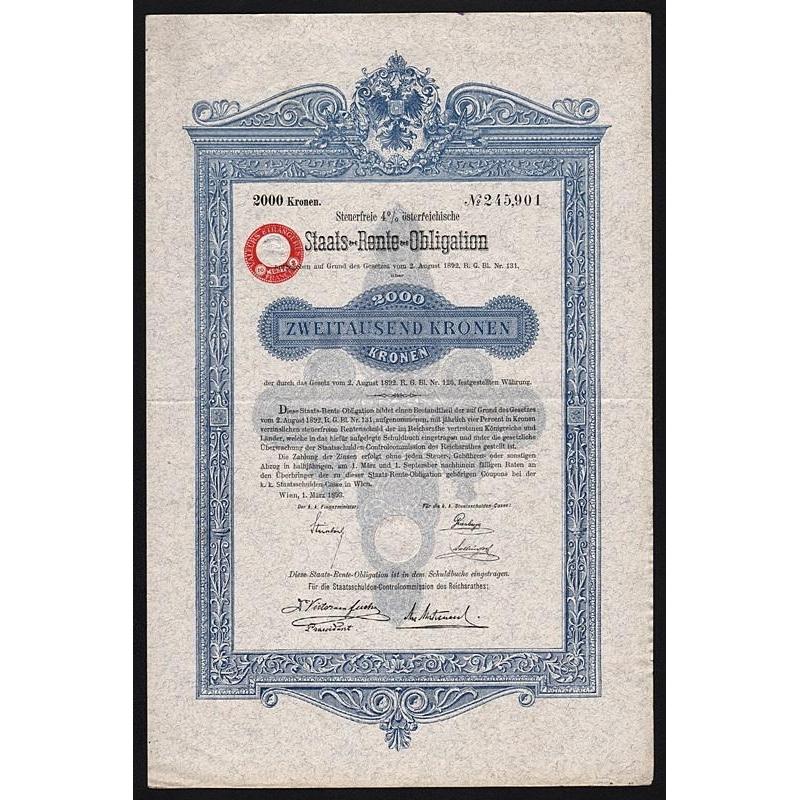 2000 Kronen.
№ 245,901
Steuerfreie 4% österreichische
Staats-Rente-Obligation
VALEURS ÉTRANGÈRES
FRANC
auf Grund des Gesetzes vom 2. August 1892, R. G. Bl. Nr. 131,
über
2000
ZWEITAUSEND KRONEN
KRONEN
der durch das Gesetz vom 2. August 1892. R. G. Bl. Nr. 126, festgestellten Währung.
Diese Staats-Rente-Obligation bildet einen Bestandtheil der auf Grund des Gesetzes
vom 2. August 1892, R. G. Bl. Nr. 131, aufgenommenen, mit jährlich vier Percent in Kronen
verzinslichen steuerfreien Rentenschuld der im Reichsrathe vertretenen Königreiche und
Länder, welche in das hiefür aufgelegte Schuldbuch eingetragen und unter die gesetzliche
Überwachung der Staatsschulden-Controlcommission des Reichsrathes gestellt ist.
Die Zahlung der Zinsen erfolgt ohne jeden Steuer-, Gebühren- oder sonstigen
Abzug in halbjährigen, am 1. März und 1. September nachhinein fälligen Raten an
den Überbringer der zu dieser Staats-Rente-Obligation gehörigen Coupons bei der
k. k. Staatsschulden-Casse in Wien.
Wien, 1. März 1893.
Der k. k. Finanzminister:
Für die k. k. Staatsschulden-Casse:
Steinbach
Diese Staats-Rente-Obligation ist in dem Schuldbuche eingetragen.
Für die Staatsschulden-Controlcommission des Reichsrathes:
Praesident.